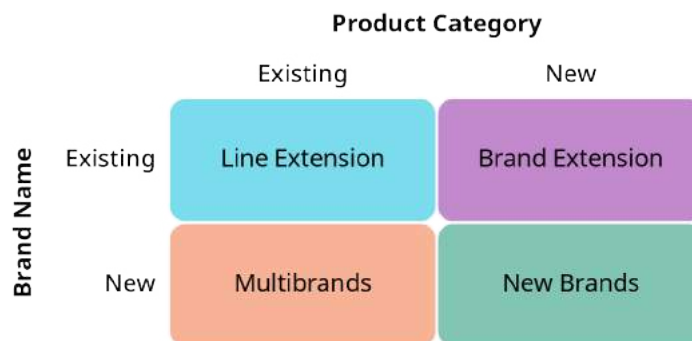 Product Category
Existing New
Existing Line Extension Brand Extension
Brand Name
New Multibrands New Brands